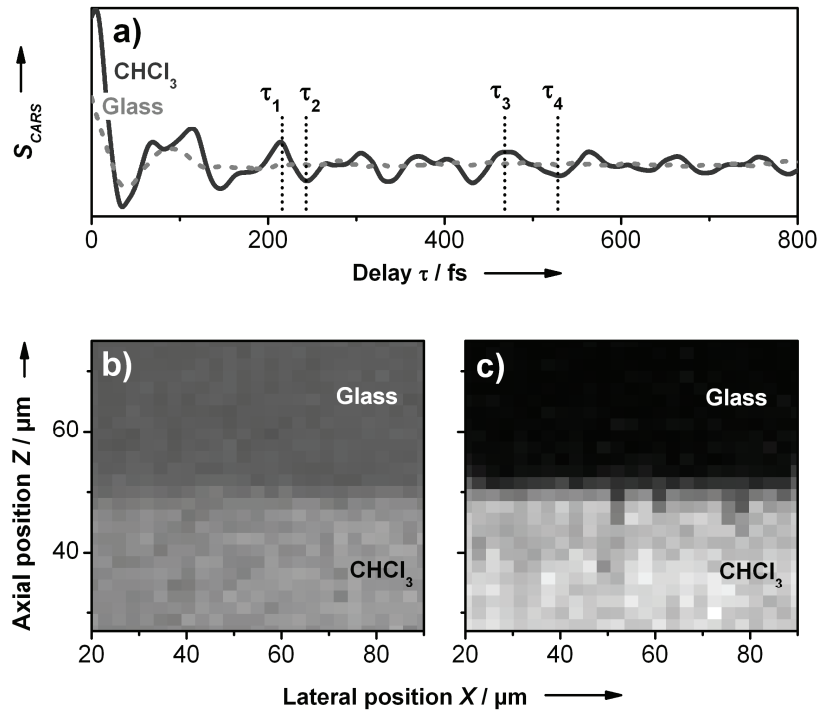 a)
CHCl₃
Glass
τ₁ τ₂ τ₃ τ₄
S_CARS
0 200 400 600 800
Delay τ / fs
b) c)
Glass Glass
CHCl₃ CHCl₃
60
40
Axial position Z / µm
20 40 60 80 20 40 60 80
Lateral position X / µm